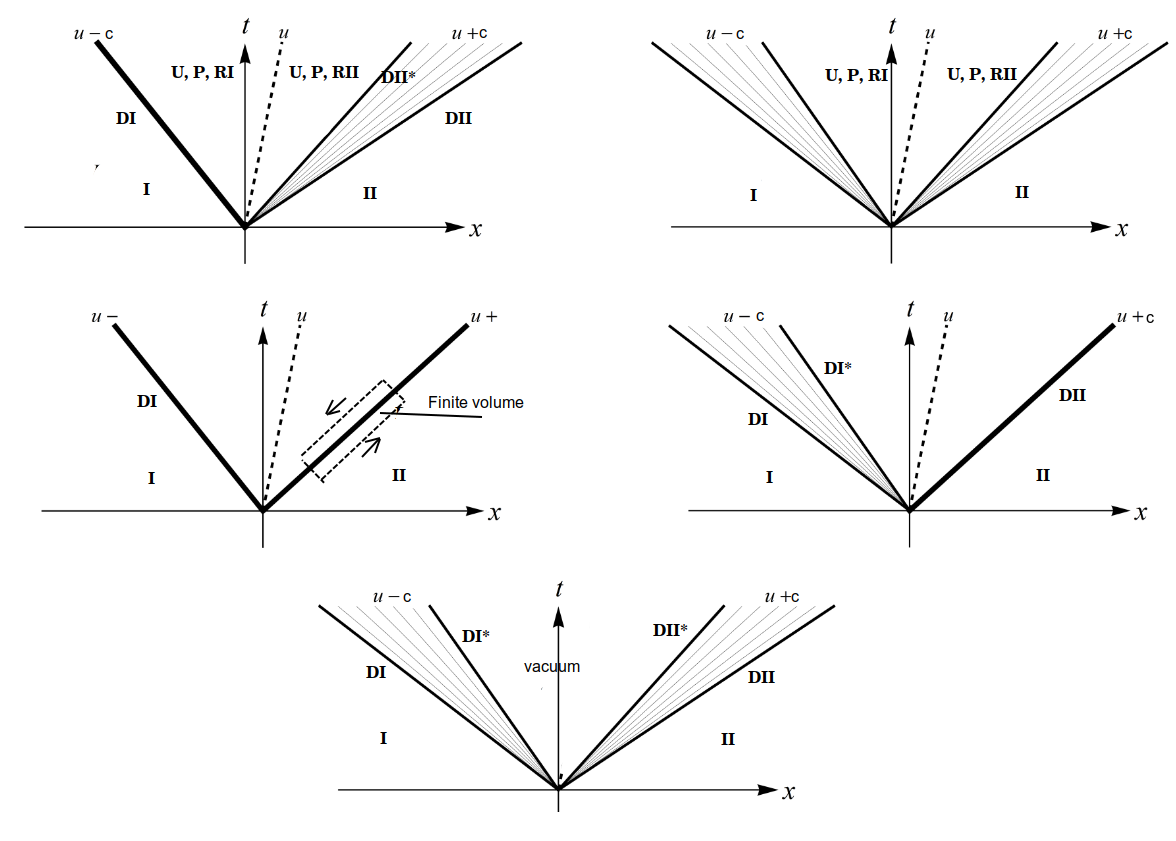 u − c
t
u
u +c
U, P, RI
U, P, RII
DII*
DI
DII
I
II
x
u − c
t
u
u +c
U, P, RI
U, P, RII
I
II
x
u −
t
u
u +
DI
Finite volume
I
II
x
u − c
t
u
u + c
DI*
DII
DI
I
II
x
u − c
t
u +c
DI*
DII*
vacuum
DI
DII
I
II
x